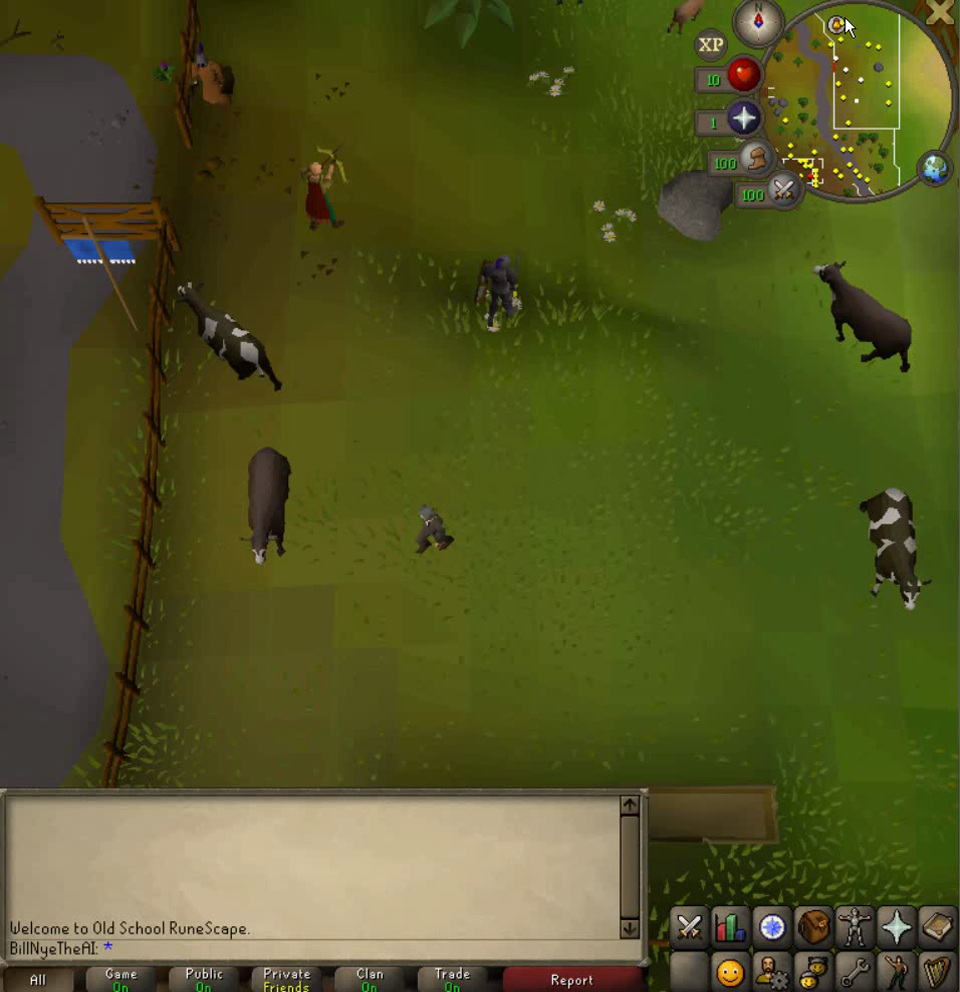 N
XP
10
1
100
100
Welcome to Old School RuneScape.
BillNyeTheAI: *
All
Game
On
Public
On
Private
Friends
Clan
On
Trade
On
Report